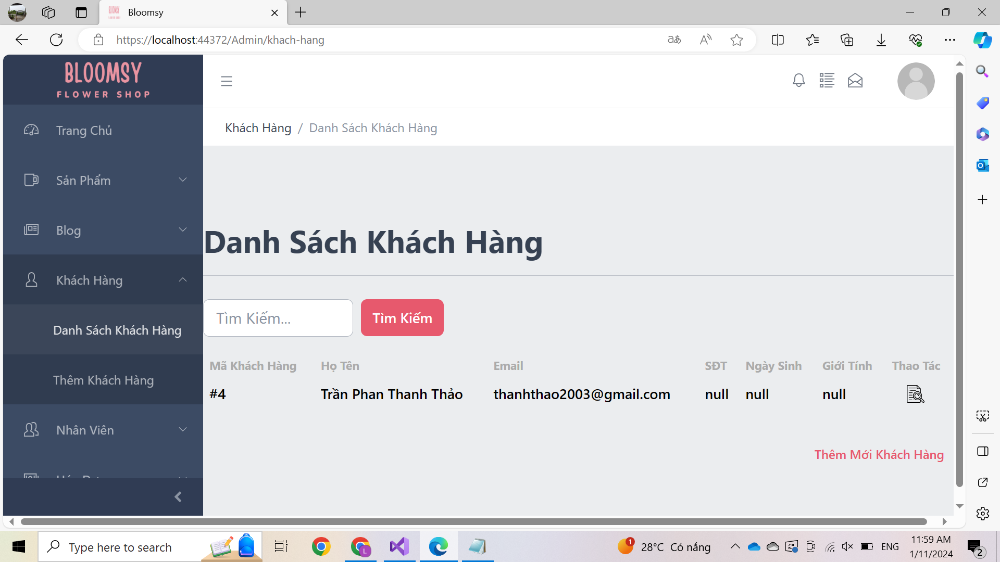 Bloomsy
https://localhost:44372/Admin/khach-hang
BLOOMSY
FLOWER SHOP
Trang Chủ
Sản Phẩm
Blog
Khách Hàng
Danh Sách Khách Hàng
Thêm Khách Hàng
Nhân Viên
Khách Hàng / Danh Sách Khách Hàng
Danh Sách Khách Hàng
Tìm Kiếm...
Tìm Kiếm
Mã Khách Hàng Họ Tên Email SĐT Ngày Sinh Giới Tính Thao Tác
#4 Trần Phan Thanh Thảo thanhthao2003@gmail.com null null null
Thêm Mới Khách Hàng
Type here to search
L
1
28°C Có nắng
ENG
11:59 AM
1/11/2024
2